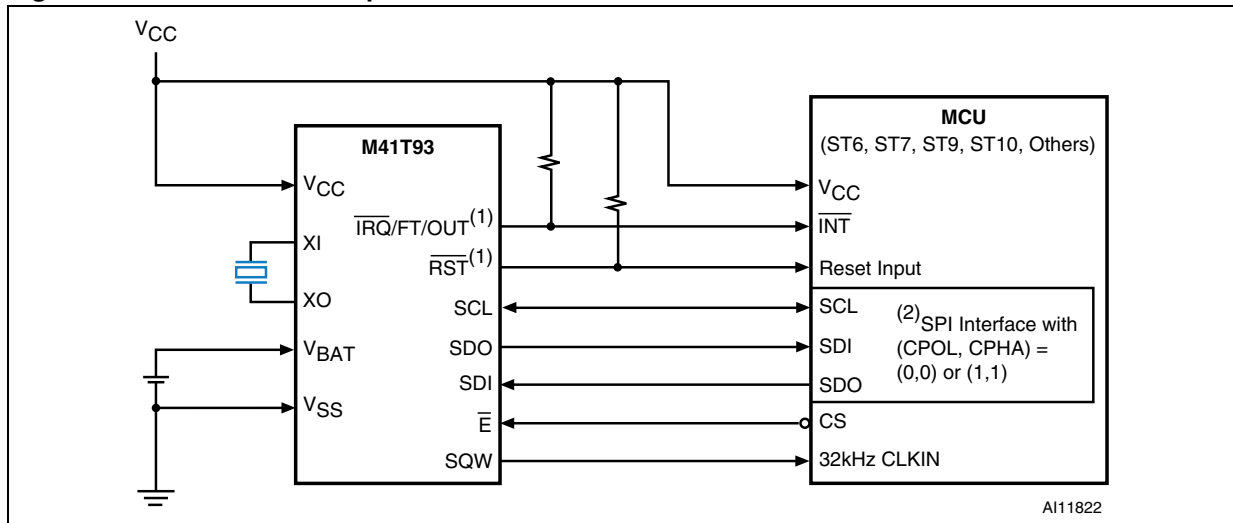 VCC
M41T93
VCC
XI
XO
VBAT
VSS
IRQ/FT/OUT(1)
RST(1)
SCL
SDO
SDI
E
SQW
MCU
(ST6, ST7, ST9, ST10, Others)
VCC
INT
Reset Input
SCL
SDI
SDO
(2)SPI Interface with
(CPOL, CPHA) =
(0,0) or (1,1)
CS
32kHz CLKIN
AI11822